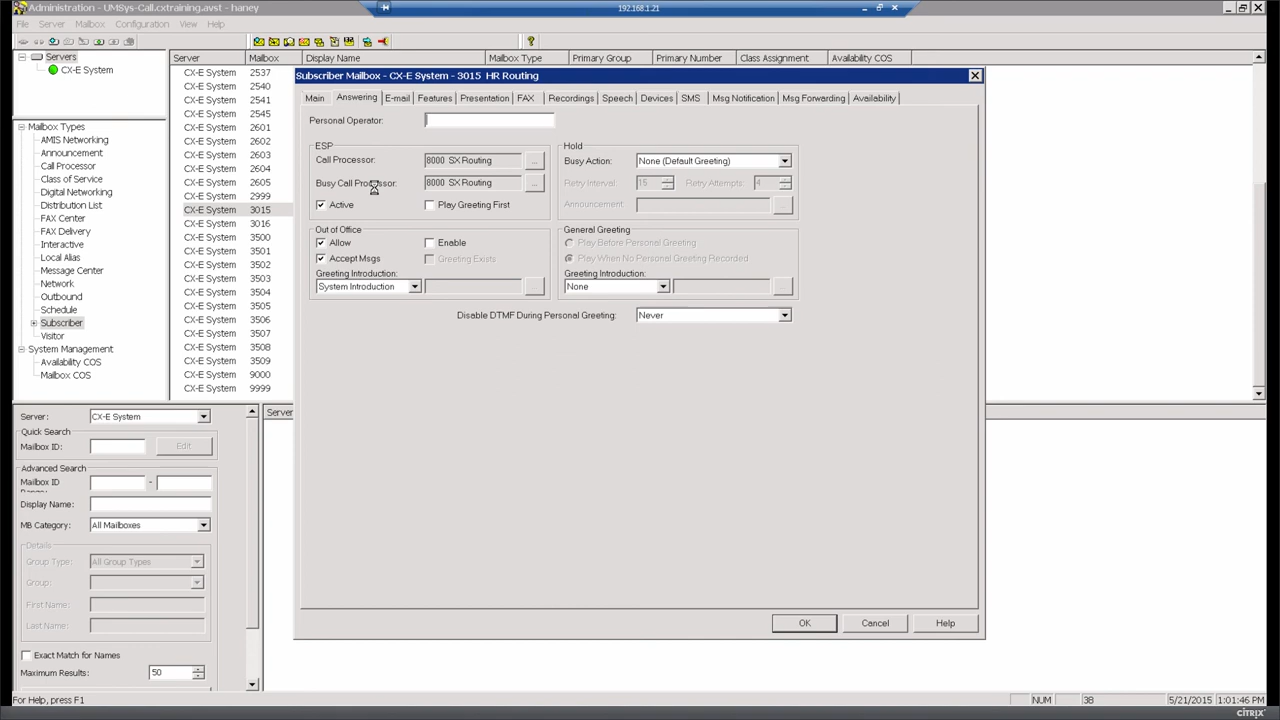 Administration - UMSys-Call.cxtraining.avst - haney
192.168.1.21
File Server Mailbox Configuration View Help
Servers
CX-E System
Server Mailbox Display Name Mailbox Type Primary Group Primary Number Class Assignment Availability COS
CX-E System 2537
CX-E System 2540
CX-E System 2541
CX-E System 2545
CX-E System 2601
CX-E System 2602
CX-E System 2603
CX-E System 2604
CX-E System 2605
CX-E System 2999
CX-E System 3015
CX-E System 3016
CX-E System 3500
CX-E System 3501
CX-E System 3502
CX-E System 3503
CX-E System 3504
CX-E System 3505
CX-E System 3506
CX-E System 3507
CX-E System 3508
CX-E System 3509
CX-E System 9000
CX-E System 9999
Mailbox Types
AMIS Networking
Announcement
Call Processor
Class of Service
Digital Networking
Distribution List
FAX Center
FAX Delivery
Interactive
Local Alias
Message Center
Network
Outbound
Schedule
Subscriber
Visitor
System Management
Availability COS
Mailbox COS
Subscriber Mailbox - CX-E System - 3015 HR Routing
Main Answering E-mail Features Presentation FAX Recordings Speech Devices SMS Msg Notification Msg Forwarding Availability
Personal Operator:
ESP
Call Processor: 8000 SX Routing ...
Busy Call Processor: 8000 SX Routing ...
Active Play Greeting First
Hold
Busy Action: None (Default Greeting)
Retry Interval: 15 Retry Attempts: 4
Announcement: ...
Out of Office
Allow Enable
Accept Msgs Greeting Exists
Greeting Introduction:
System Introduction ...
General Greeting
Play Before Personal Greeting
Play When No Personal Greeting Recorded
Greeting Introduction:
None ...
Disable DTMF During Personal Greeting: Never
OK Cancel Help
Server: CX-E System
Quick Search
Mailbox ID: Edit
Advanced Search
Mailbox ID -
Display Name:
MB Category: All Mailboxes
Details
Group Type: All Group Types
Group:
First Name:
Last Name:
Exact Match for Names
Maximum Results: 50
Server
For Help, press F1
NUM 38 5/21/2015 1:01:46 PM
CITRIX